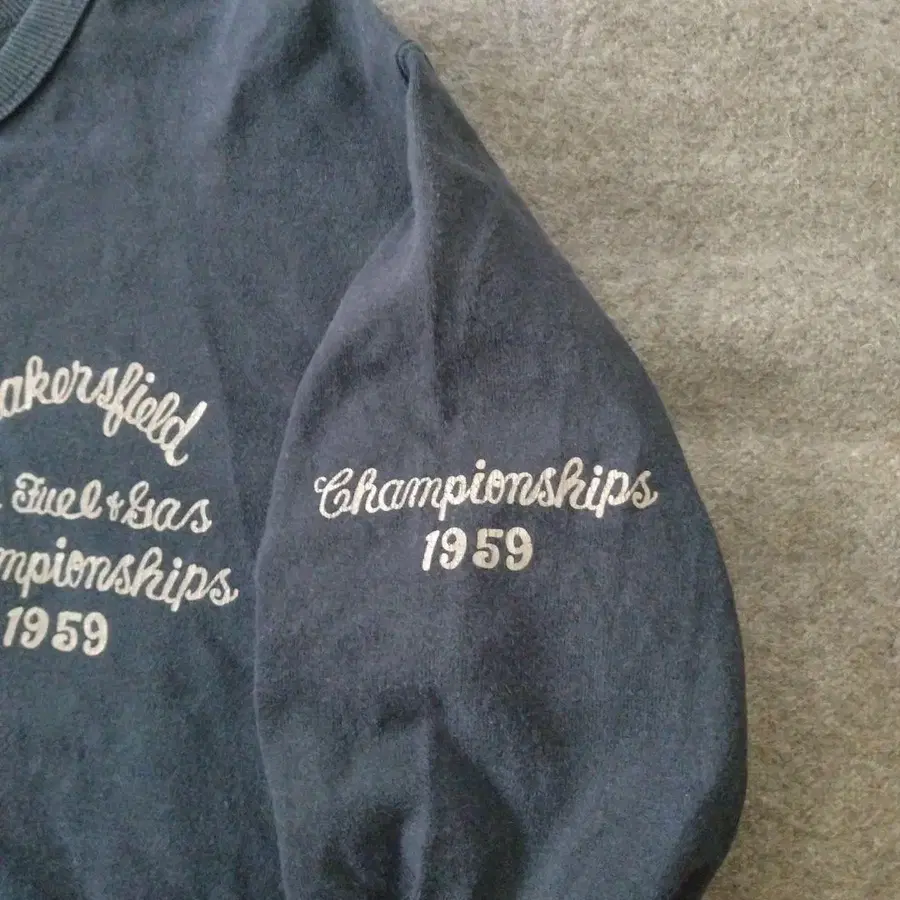 akersfield
Fuel & Gas
mpionships
1959
Championships
1959